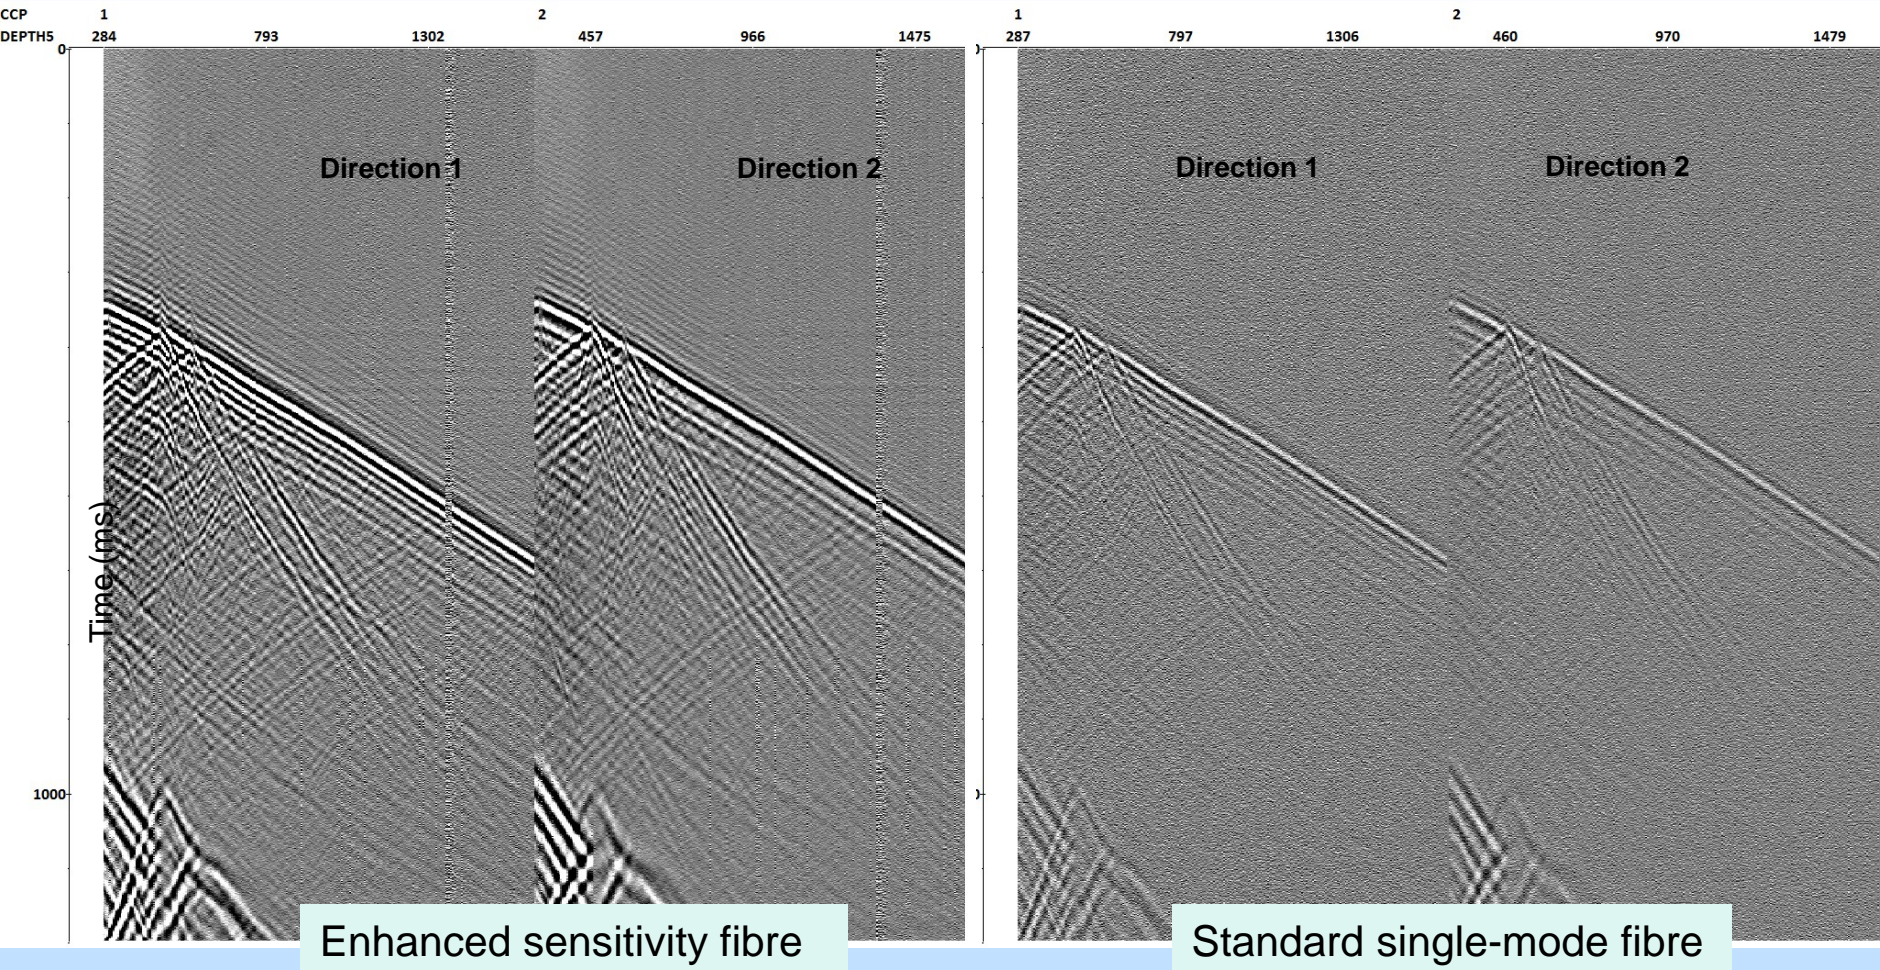 CCP 1 2 1 2
DEPTH5 284 793 1302 457 966 1475 287 797 1306 460 970 1479
0
Direction 1 Direction 2 Direction 1 Direction 2
Time (ms)
1000
Enhanced sensitivity fibre Standard single-mode fibre